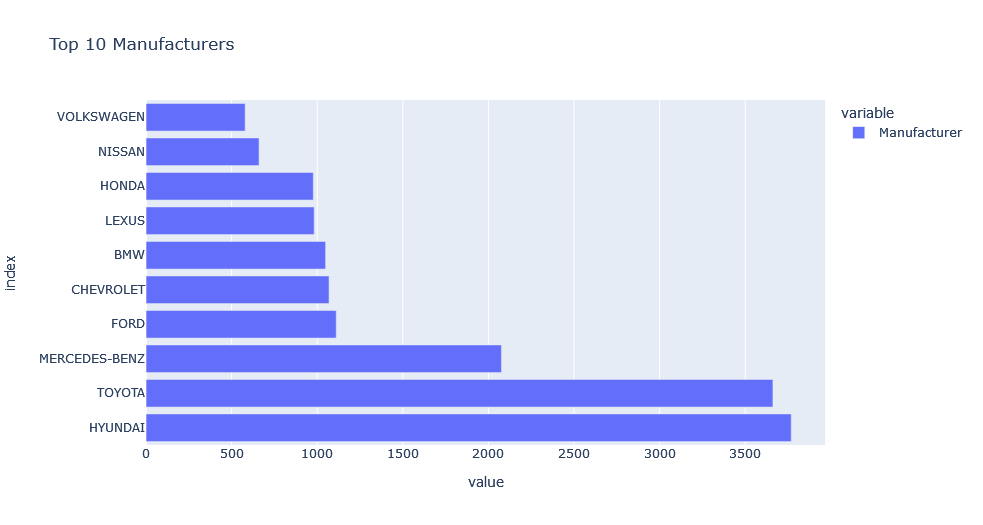 Top 10 Manufacturers
variable
Manufacturer
VOLKSWAGEN
NISSAN
HONDA
LEXUS
BMW
CHEVROLET
FORD
MERCEDES-BENZ
TOYOTA
HYUNDAI
index
0 500 1000 1500 2000 2500 3000 3500
value